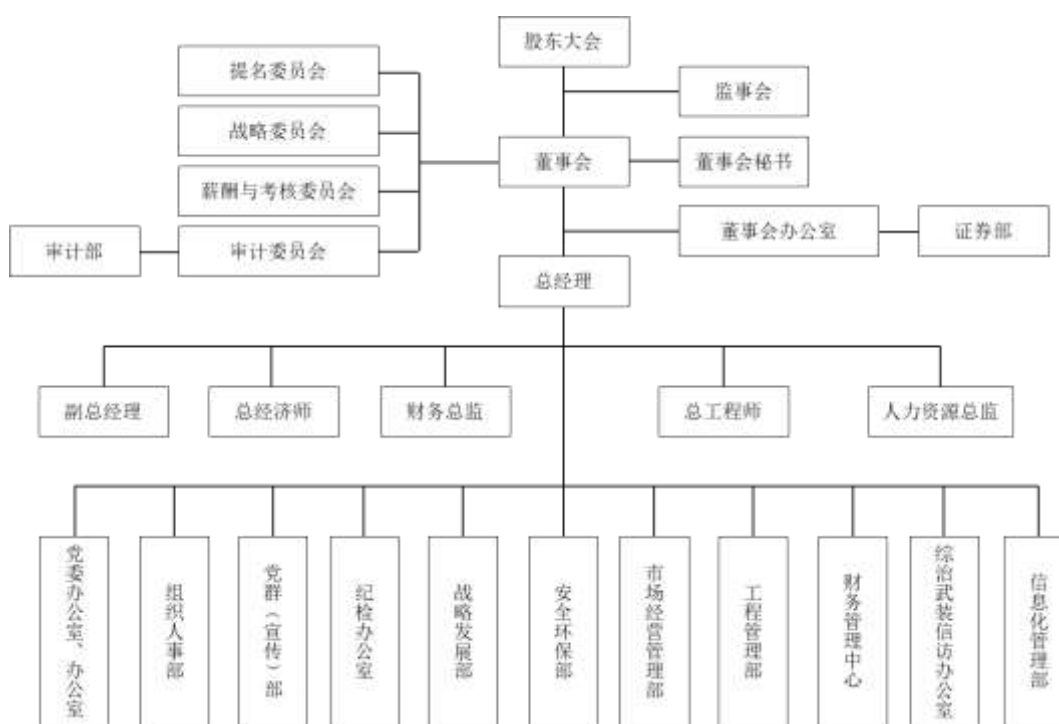 股东大会
提名委员会
监事会
战略委员会
董事会
董事会秘书
薪酬与考核委员会
董事会办公室
证券部
审计部
审计委员会
总经理
副总经理
总经济师
财务总监
总工程师
人力资源总监
党委办公室、办公室
组织人事部
党群（宣传）部
纪检办公室
战略发展部
安全环保部
市场经营管理部
工程管理部
财务管理中心
综治武装信访办公室
信息化管理部